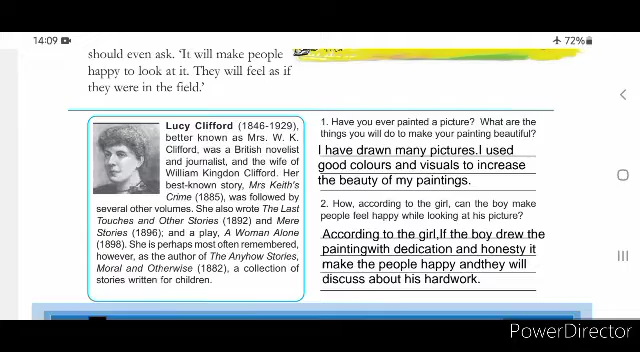 14:09
72%
should even ask. 'It will make people
happy to look at it. They will feel as if
they were in the field.'
Lucy Clifford (1846-1929),
better known as Mrs. W. K.
Clifford, was a British novelist
and journalist, and the wife of
William Kingdon Clifford. Her
best-known story, Mrs Keith's
Crime (1885), was followed by
several other volumes. She also wrote The Last
Touches and Other Stories (1892) and Mere
Stories (1896); and a play, A Woman Alone
(1898). She is perhaps most often remembered,
however, as the author of The Anyhow Stories,
Moral and Otherwise (1882), a collection of
stories written for children.
1. Have you ever painted a picture? What are the
things you will do to make your painting beautiful?
I have drawn many pictures.I used
good colours and visuals to increase
the beauty of my paintings.
2. How, according to the girl, can the boy make
people feel happy while looking at his picture?
According to the girl,If the boy drew the
paintingwith dedication and honesty it
make the people happy andthey will
discuss about his hardwork.
PowerDirector